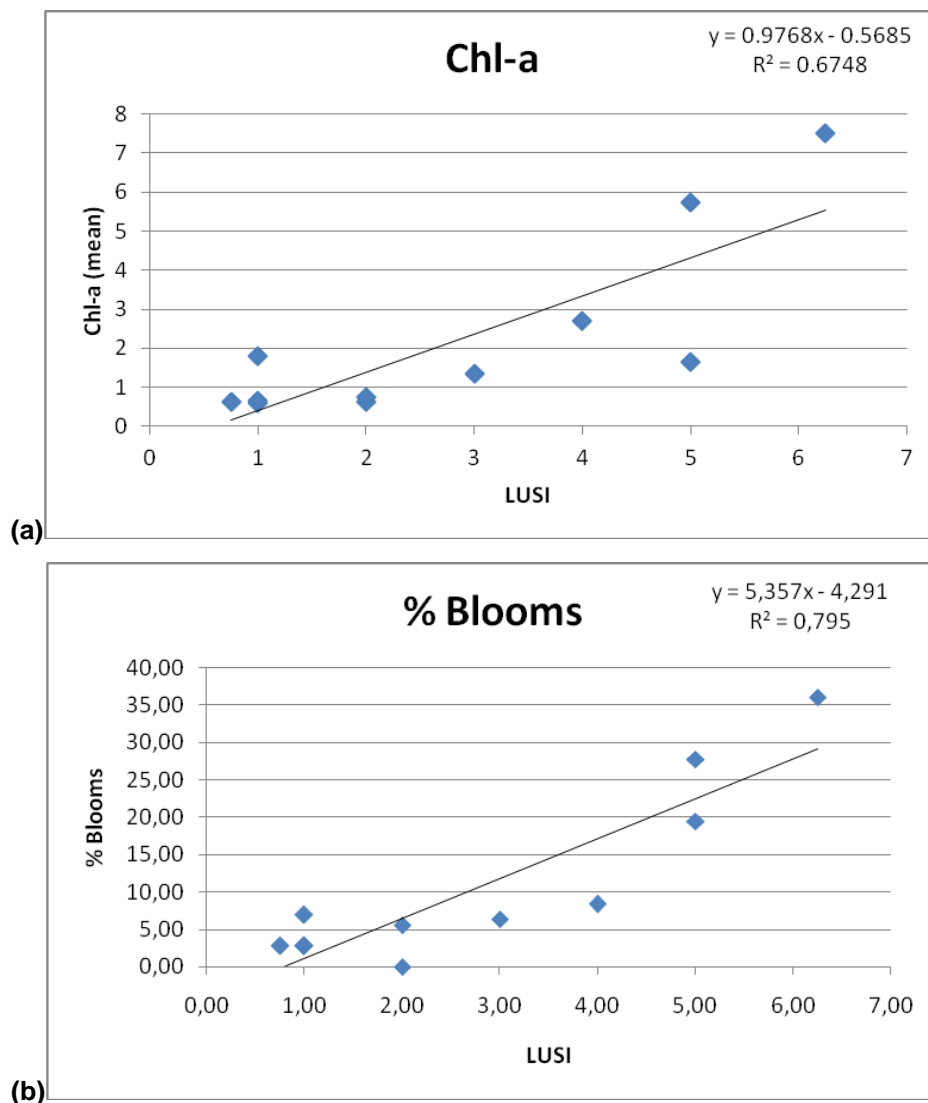 Chl-a
y = 0.9768x - 0.5685
R² = 0.6748
8
7
6
5
4
3
2
1
0
Chl-a (mean)
0 1 2 3 4 5 6 7
LUSI
(a)
% Blooms
y = 5,357x - 4,291
R² = 0,795
40,00
35,00
30,00
25,00
20,00
15,00
10,00
5,00
0,00
% Blooms
0,00 1,00 2,00 3,00 4,00 5,00 6,00 7,00
LUSI
(b)